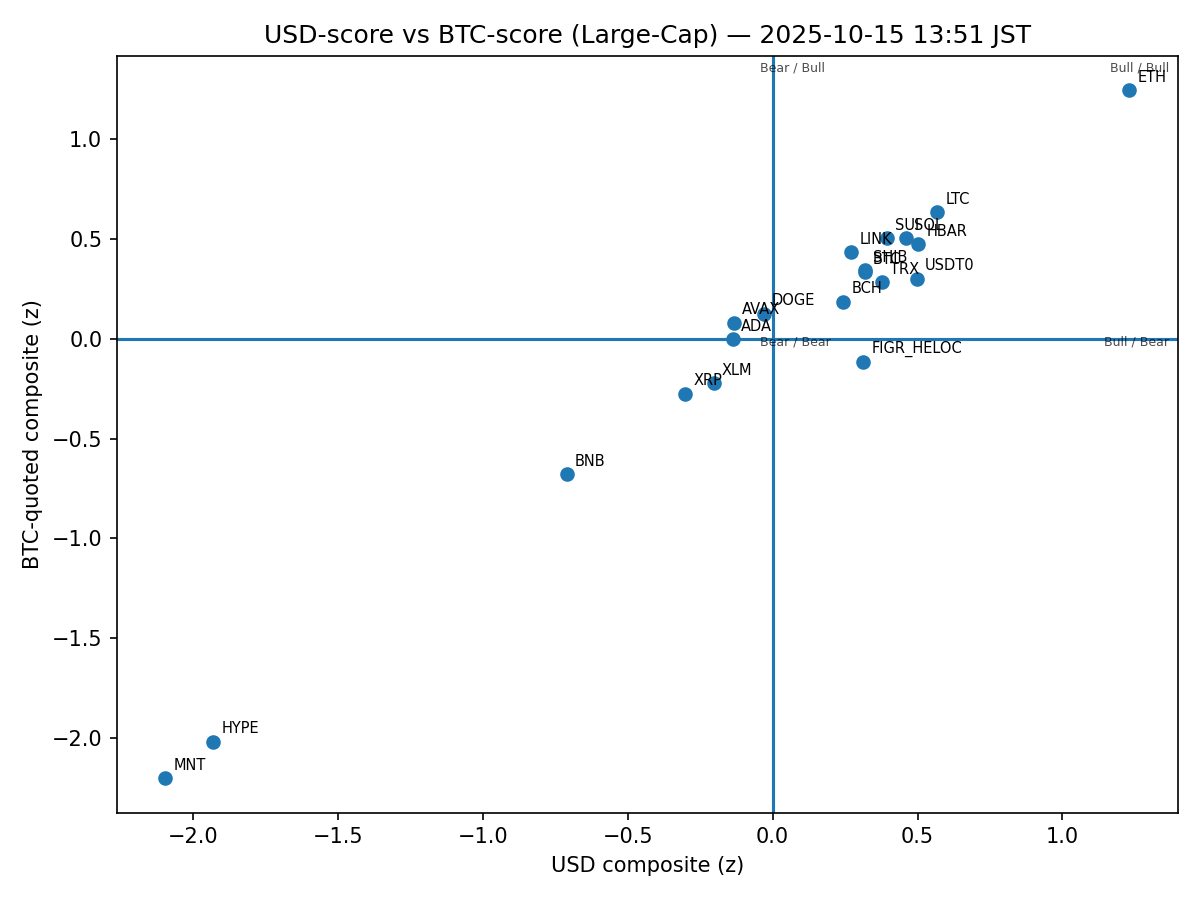 USD-score vs BTC-score (Large-Cap) — 2025-10-15 13:51 JST
Bear / Bull
Bull / Bull
ETH
LTC
SUI
SOL
HBAR
LINK
SHIB
BTC
USDT0
TRX
BCH
DOGE
AVAX
ADA
Bear / Bear
Bull / Bear
FIGR_HELOC
XLM
XRP
BNB
HYPE
MNT
1.0
0.5
0.0
−0.5
−1.0
−1.5
−2.0
BTC-quoted composite (z)
−2.0
−1.5
−1.0
−0.5
0.0
0.5
1.0
USD composite (z)